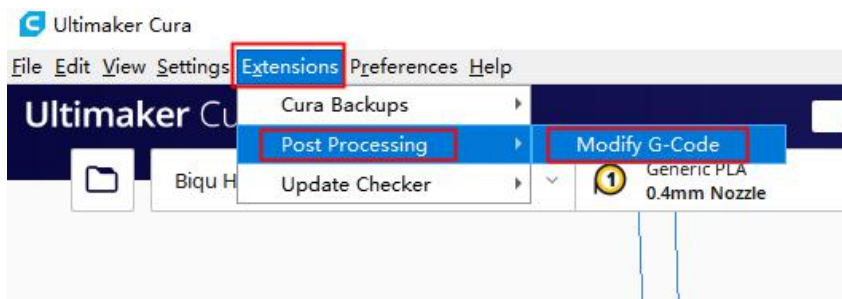 Ultimaker Cura
File Edit View Settings Extensions Preferences Help
Ultimaker Cu
Cura Backups
Post Processing
Modify G-Code
Biqu H
Update Checker
1
Generic PLA
0.4mm Nozzle